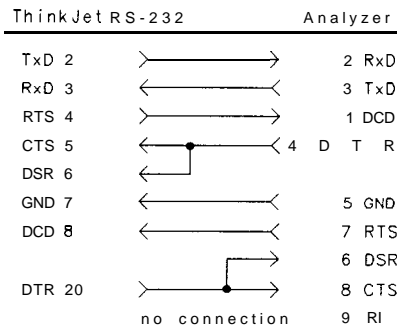 ThinkJet RS-232 Analyzer
TxD 2 2 RxD
RxD 3 3 TxD
RTS 4 1 DCD
CTS 5 4 DTR
DSR 6
GND 7 5 GND
DCD 8 7 RTS
6 DSR
DTR 20 8 CTS
no connection 9 RI